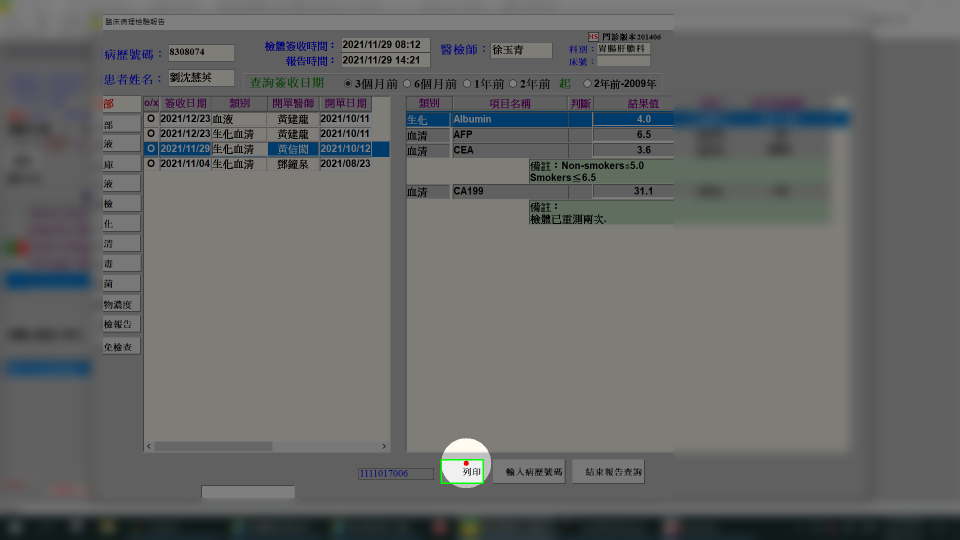 臨床病理檢驗報告
HS 門診版本201406
病歷號碼： 8308074 檢體簽收時間： 2021/11/29 08:12 醫檢師： 徐玉青 科別： 胃腸肝膽科
報告時間： 2021/11/29 14:21 床號：
患者姓名： 劉沈慧英 查詢簽收日期 3個月前 6個月前 1年前 2年前 起 2年前-2009年
部 o/x 簽收日期 類別 開單醫師 開單日期 類別 項目名稱 判斷 結果值
部 O 2021/12/23 血液 黃建龍 2021/10/11 生化 Albumin 4.0
O 2021/12/23 生化血清 黃建龍 2021/10/11 血清 AFP 6.5
液 O 2021/11/29 生化血清 黃信閎 2021/10/12 血清 CEA 3.6
庫 O 2021/11/04 生化血清 鄧鐘泉 2021/08/23 備註：Non-smokers≤5.0
Smokers≦6.5
液 血清 CA199 31.1
檢 備註：
檢體已重測兩次.
化
清
毒
菌
物濃度
檢報告
免檢查
1111017006 列印 輸入病歷號碼 結束報告查詢